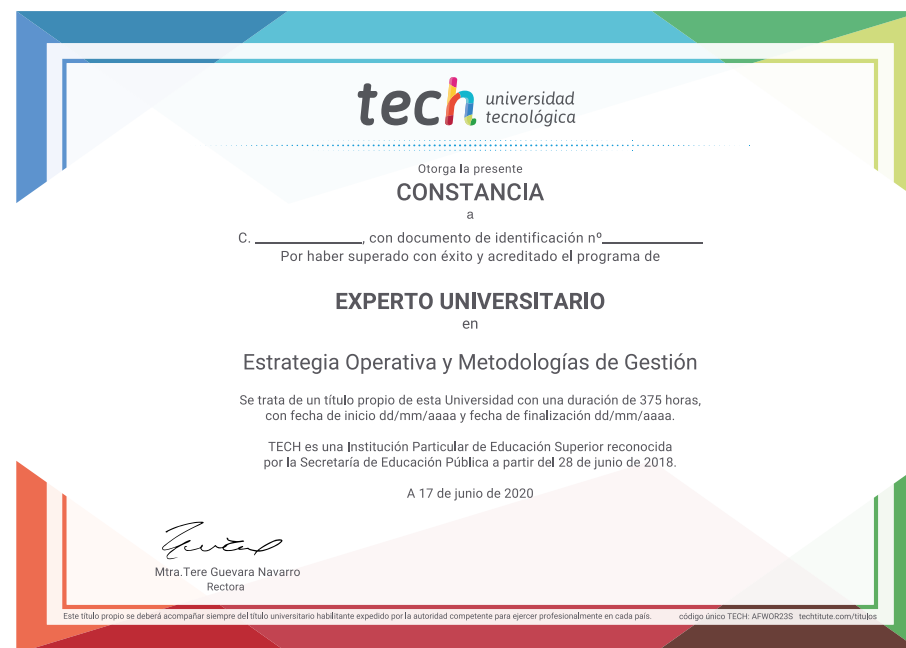 tech universidad
tecnológica
Otorga la presente
CONSTANCIA
a
C. ____________, con documento de identificación nº____________
Por haber superado con éxito y acreditado el programa de
EXPERTO UNIVERSITARIO
en
Estrategia Operativa y Metodologías de Gestión
Se trata de un título propio de esta Universidad con una duración de 375 horas,
con fecha de inicio dd/mm/aaaa y fecha de finalización dd/mm/aaaa.
TECH es una Institución Particular de Educación Superior reconocida
por la Secretaría de Educación Pública a partir del 28 de junio de 2018.
A 17 de junio de 2020
Mtra.Tere Guevara Navarro
Rectora
Este título propio se deberá acompañar siempre del título universitario habilitante expedido por la autoridad competente para ejercer profesionalmente en cada país. código único TECH: AFWOR23S techtitute.com/titulos